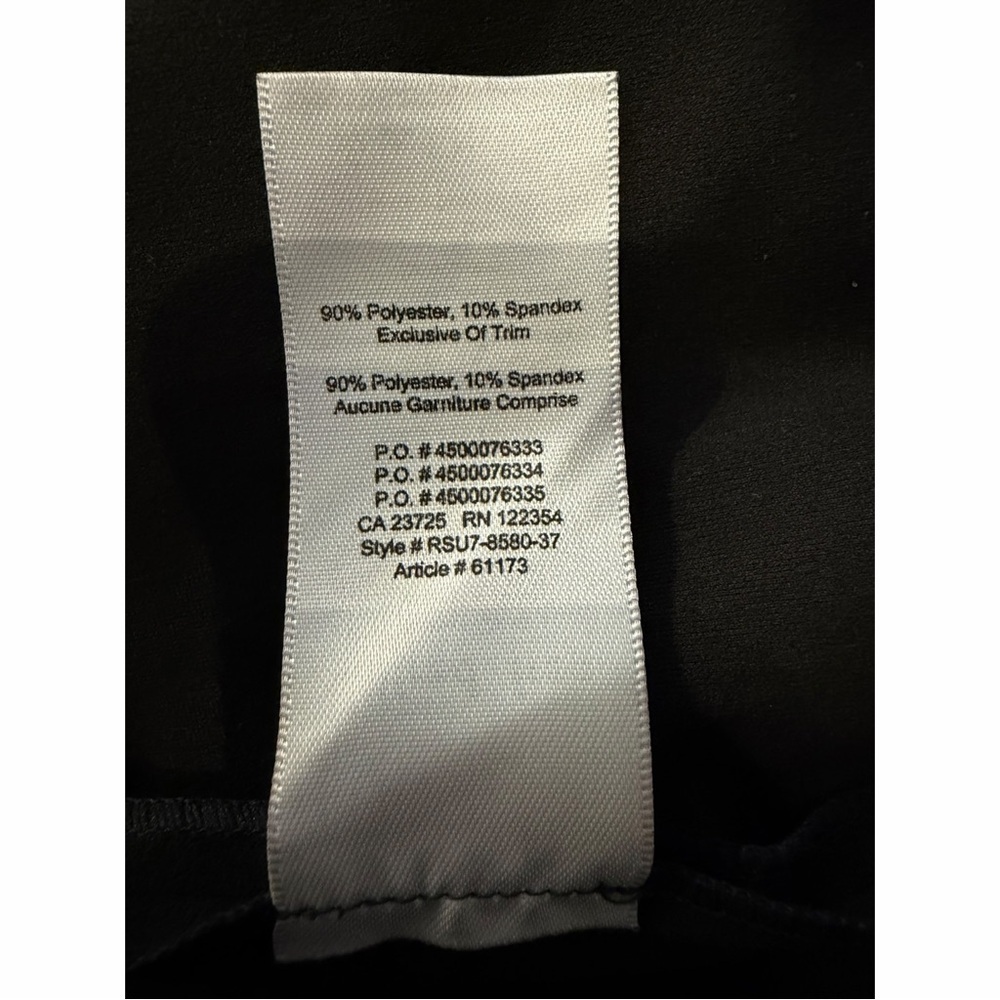 90% Polyester, 10% Spandex
Exclusive Of Trim
90% Polyester, 10% Spandex
Aucune Garniture Comprise
P.O. # 4500076333
P.O. # 4500076334
P.O. # 4500076335
CA 23725 RN 122354
Style # RSU7-8580-37
Article # 61173